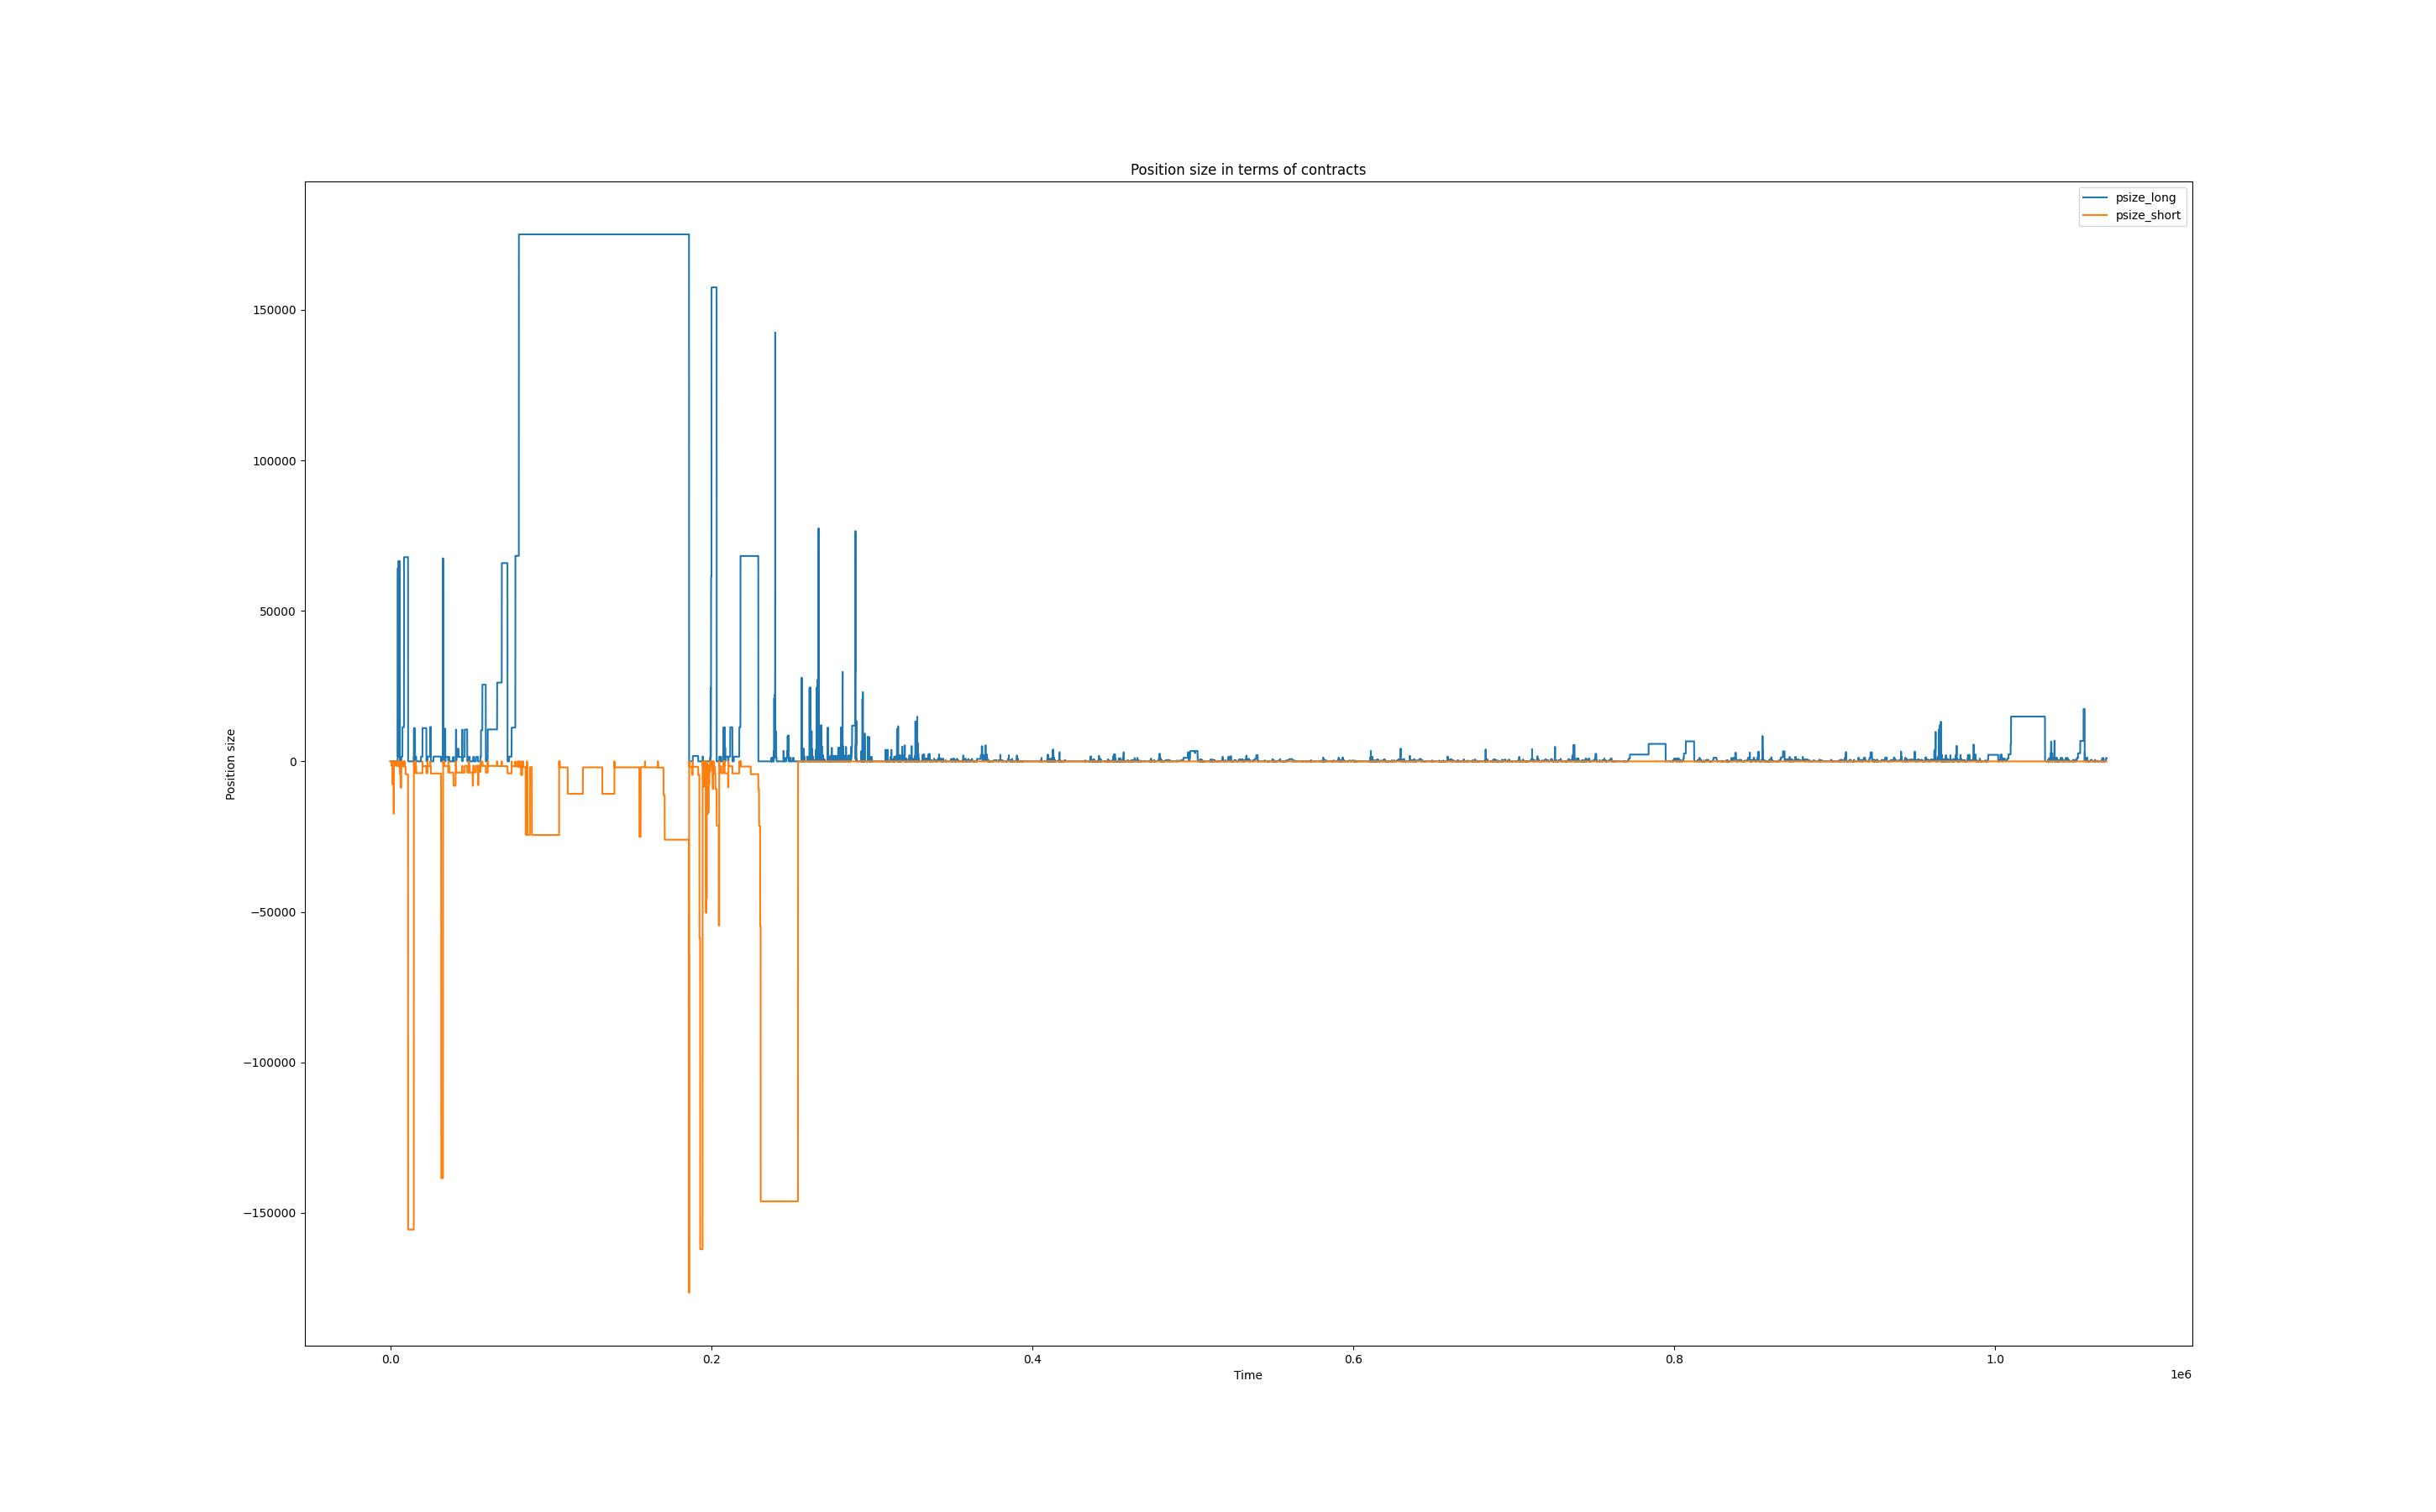 Position size in terms of contracts
psize_long
psize_short
150000
100000
50000
0
−50000
−100000
−150000
Position size
0.0 0.2 0.4 0.6 0.8 1.0
Time
1e6